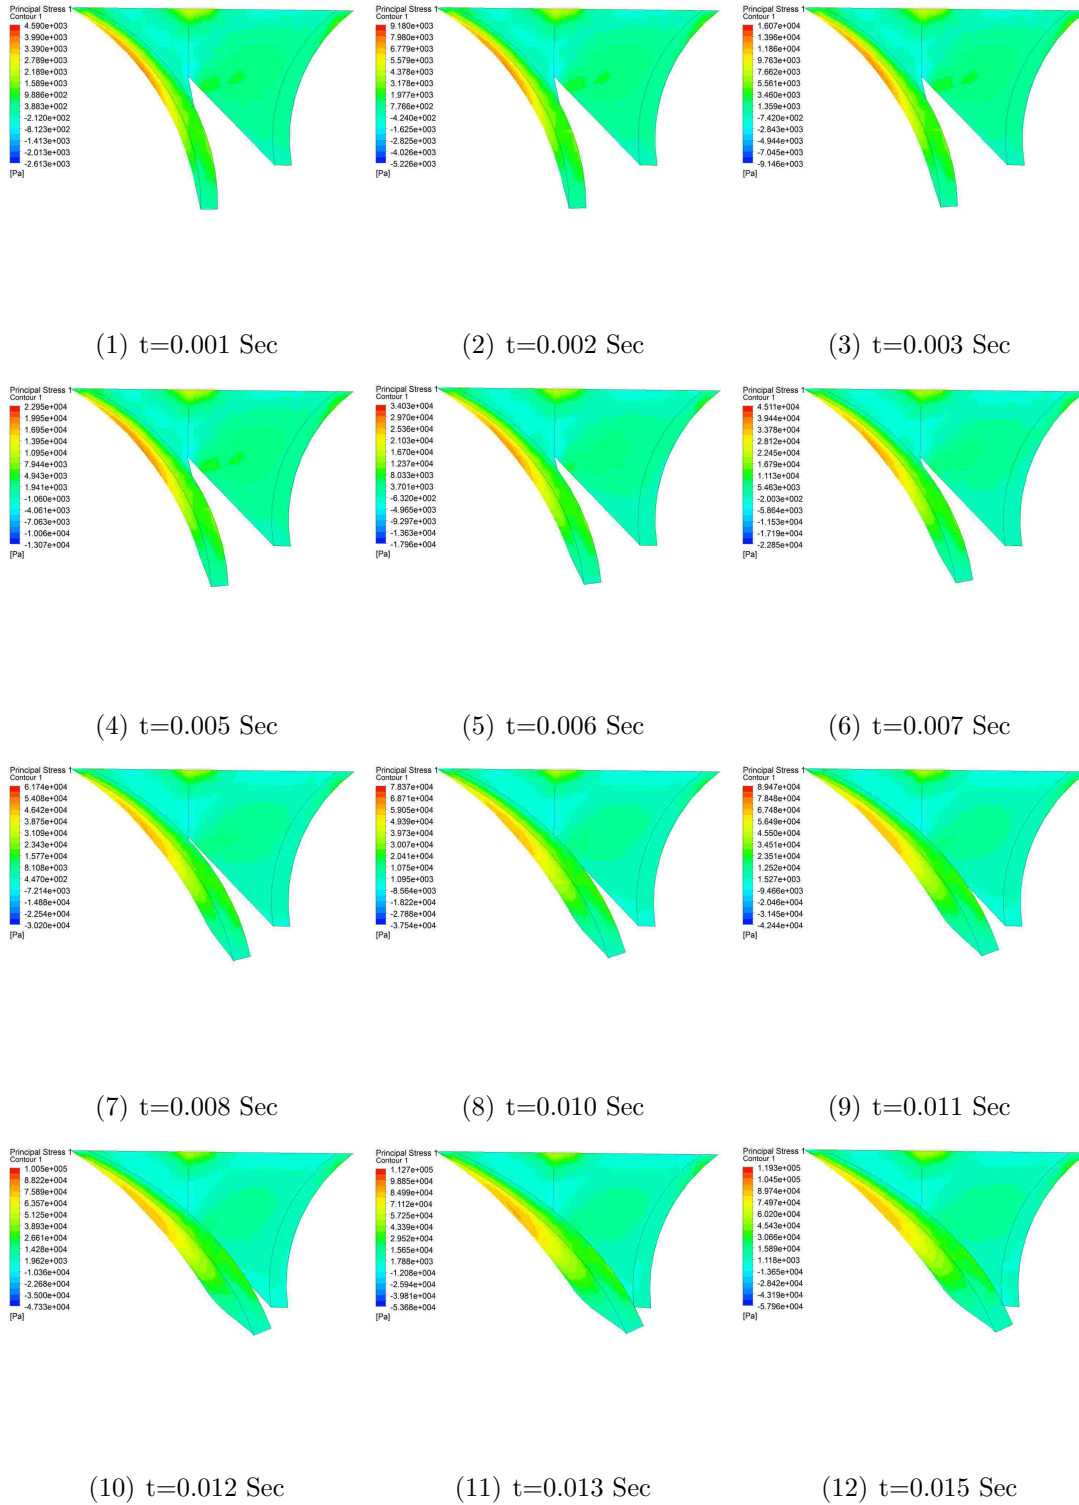 Principal Stress 1
Contour 1
4.590e+003
3.990e+003
3.390e+003
2.789e+003
2.189e+003
1.589e+003
9.886e+002
3.883e+002
-2.120e+002
-8.123e+002
-1.413e+003
-2.013e+003
-2.613e+003
[Pa]
(1) t=0.001 Sec
Principal Stress 1
Contour 1
9.180e+003
7.980e+003
6.779e+003
5.579e+003
4.378e+003
3.178e+003
1.977e+003
7.766e+002
-4.240e+002
-1.625e+003
-2.825e+003
-4.026e+003
-5.226e+003
[Pa]
(2) t=0.002 Sec
Principal Stress 1
Contour 1
1.607e+004
1.396e+004
1.186e+004
9.763e+003
7.662e+003
5.561e+003
3.460e+003
1.359e+003
-7.420e+002
-2.843e+003
-4.944e+003
-7.045e+003
-9.146e+003
[Pa]
(3) t=0.003 Sec
Principal Stress 1
Contour 1
2.295e+004
1.995e+004
1.695e+004
1.395e+004
1.095e+004
7.944e+003
4.943e+003
1.941e+003
-1.060e+003
-4.061e+003
-7.063e+003
-1.006e+004
-1.307e+004
[Pa]
(4) t=0.005 Sec
Principal Stress 1
Contour 1
3.403e+004
2.970e+004
2.536e+004
2.103e+004
1.670e+004
1.237e+004
8.033e+003
3.701e+003
-6.320e+002
-4.965e+003
-9.297e+003
-1.363e+004
-1.796e+004
[Pa]
(5) t=0.006 Sec
Principal Stress 1
Contour 1
4.511e+004
3.944e+004
3.378e+004
2.812e+004
2.245e+004
1.679e+004
1.113e+004
5.463e+003
-2.003e+002
-5.864e+003
-1.153e+004
-1.719e+004
-2.285e+004
[Pa]
(6) t=0.007 Sec
Principal Stress 1
Contour 1
6.174e+004
5.408e+004
4.642e+004
3.875e+004
3.109e+004
2.343e+004
1.577e+004
8.108e+003
4.470e+002
-7.214e+003
-1.488e+004
-2.254e+004
-3.020e+004
[Pa]
(7) t=0.008 Sec
Principal Stress 1
Contour 1
7.837e+004
6.871e+004
5.905e+004
4.939e+004
3.973e+004
3.007e+004
2.041e+004
1.075e+004
1.095e+003
-8.564e+003
-1.822e+004
-2.788e+004
-3.754e+004
[Pa]
(8) t=0.010 Sec
Principal Stress 1
Contour 1
8.947e+004
7.848e+004
6.748e+004
5.649e+004
4.550e+004
3.451e+004
2.351e+004
1.252e+004
1.527e+003
-9.466e+003
-2.046e+004
-3.145e+004
-4.244e+004
[Pa]
(9) t=0.011 Sec
Principal Stress 1
Contour 1
1.005e+005
8.822e+004
7.589e+004
6.357e+004
5.125e+004
3.893e+004
2.661e+004
1.428e+004
1.962e+003
-1.036e+004
-2.268e+004
-3.500e+004
-4.733e+004
[Pa]
(10) t=0.012 Sec
Principal Stress 1
Contour 1
1.127e+005
9.885e+004
8.499e+004
7.112e+004
5.725e+004
4.339e+004
2.952e+004
1.565e+004
1.788e+003
-1.208e+004
-2.594e+004
-3.981e+004
-5.368e+004
[Pa]
(11) t=0.013 Sec
Principal Stress 1
Contour 1
1.193e+005
1.045e+005
8.974e+004
7.497e+004
6.020e+004
4.543e+004
3.066e+004
1.589e+004
1.118e+003
-1.365e+004
-2.842e+004
-4.319e+004
-5.796e+004
[Pa]
(12) t=0.015 Sec